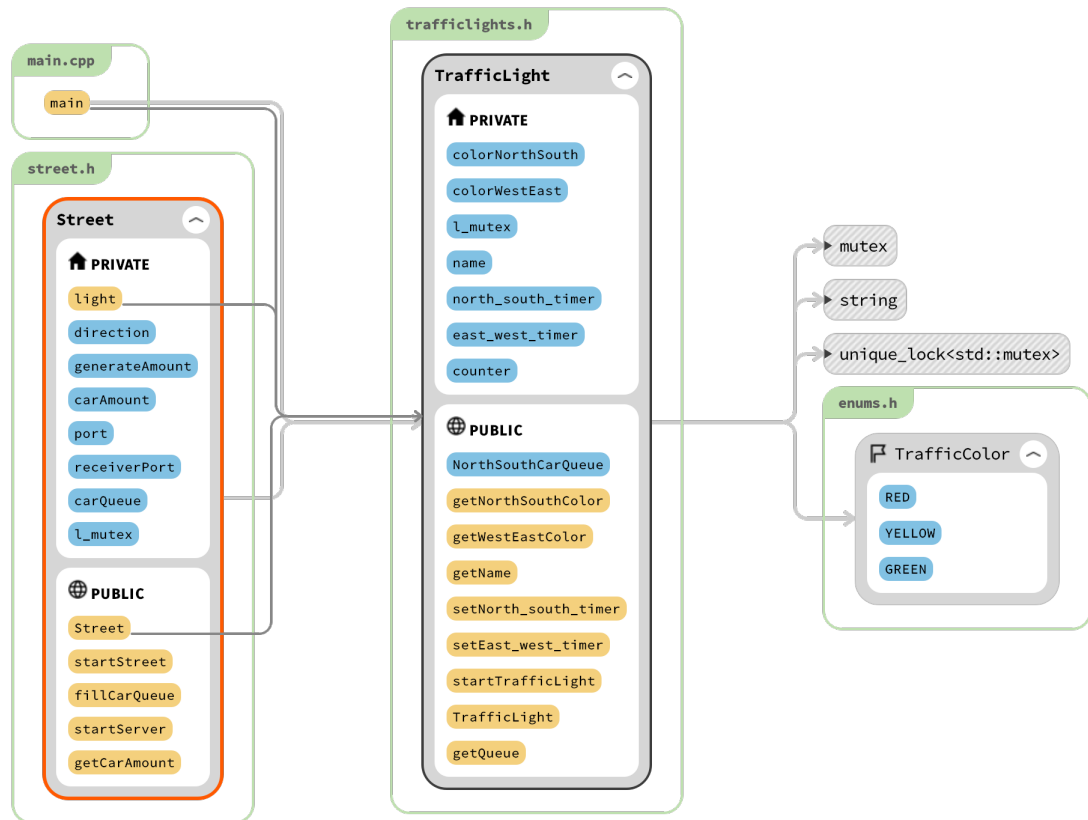 main.cpp
main
street.h
Street
PRIVATE
light
direction
generateAmount
carAmount
port
receiverPort
carQueue
l_mutex
PUBLIC
Street
startStreet
fillCarQueue
startServer
getCarAmount
trafficlights.h
TrafficLight
PRIVATE
colorNorthSouth
colorWestEast
l_mutex
name
north_south_timer
east_west_timer
counter
PUBLIC
NorthSouthCarQueue
getNorthSouthColor
getWestEastColor
getName
setNorth_south_timer
setEast_west_timer
startTrafficLight
TrafficLight
getQueue
mutex
string
unique_lock<std::mutex>
enums.h
TrafficColor
RED
YELLOW
GREEN